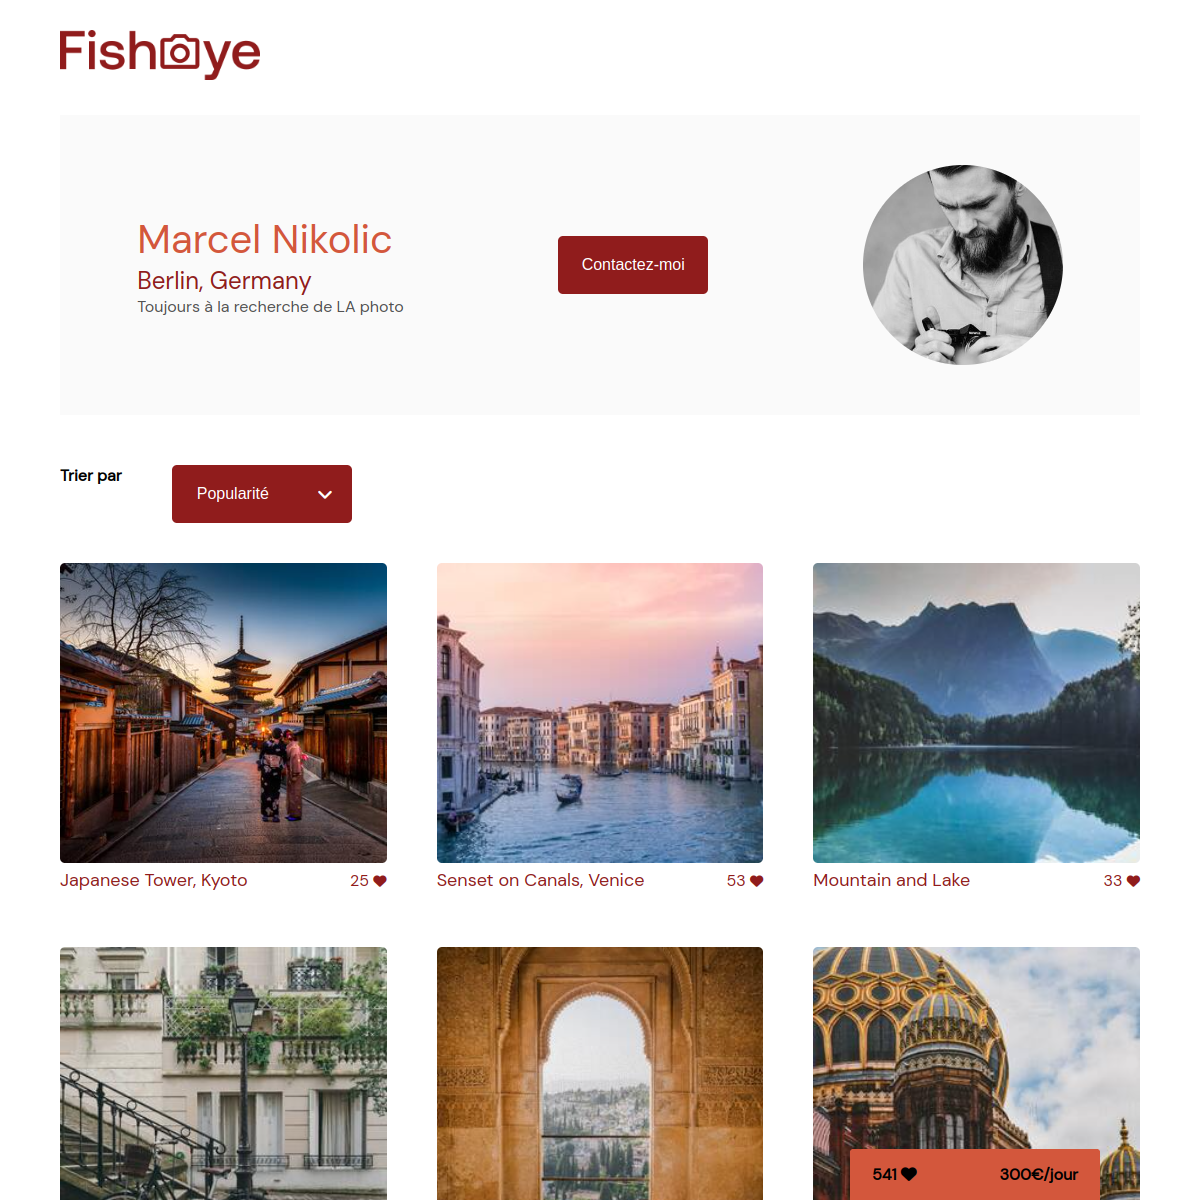 Fisheye
Marcel Nikolic
Berlin, Germany
Toujours à la recherche de LA photo
Contactez-moi
Trier par
Popularité
Japanese Tower, Kyoto
25
Senset on Canals, Venice
53
Mountain and Lake
33
541
300€/jour